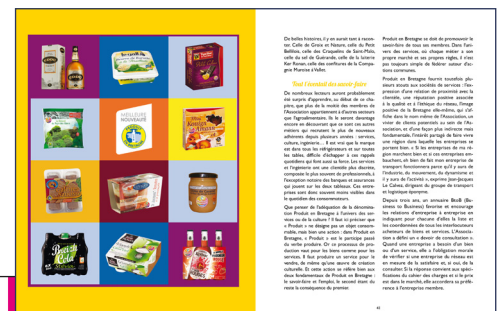 MEILLEURE
NOUVEAUTÉ
Breizh
Cola
De belles histoires, il y en aurait tant à racon-
ter. Celle de Groix et Nature, celle du Petit
celle des Craquelins de Saint-Malo,
celle du sel de Guérande, celle de la laiterie
Ker Ronan, celle des confitures de la Compa-
gnie
Tout l'éventail des savoir faire
De nombreux lecteurs auront probablement
été surpris d'apprendre, au début de ce cha-
pitre, que plus de la moitié des membres de
l'Association appartiennent à d'autres secteurs
que l'agroalimentaire. Ils le seront davantage
encore en découvrant que ce sont ces autres
métiers qui recrutent le plus de nouveaux
adhérents depuis plusieurs années : services,
culture, ingénierie… Il est vrai que la marque
est dans tous les réfrigérateurs et sur toutes
les tables, difficile d'échapper à ces rappels
quotidiens qui font aussi sa force. Les services
et l'ingénierie ont une clientèle plus discrète,
composée le plus souvent de professionnels, à
l'exception notoire des banques et assurances
qui jouent sur les deux tableaux. Ces entre-
prises sont donc souvent moins visibles dans
le quotidien des consommateurs.
Que penser de l'adéquation de la dénomina-
tion Produit en Bretagne à l'univers des ser-
vices ou de la culture ? Il faut ici préciser que
« Produit » ne désigne pas un objet consom-
mable, mais bien une action : dans Produit en
Bretagne, « Produit » est le participe passé
du verbe produire. Or ce processus de pro-
duction vaut pour les biens comme pour les
services. Il faut produire un service pour le
vendre, de même qu'une œuvre de création
culturelle. Et cette action se réfère bien aux
deux fondamentaux de Produit en Bretagne :
le savoir-faire et l'emploi, le second étant du
reste la conséquence du premier.
Produit en Bretagne se doit de promouvoir le
savoir-faire de tous ses membres. Dans l'uni-
vers des services, où chaque métier a son
propre marché et ses propres règles, il n'est
pas toujours simple de fédérer autour d'ac-
tions communes.
Produit en Bretagne fournit toutefois plu-
sieurs atouts aux sociétés de services : l'ex-
pression d'une relation de proximité avec la
clientèle, une réputation positive associée
à la qualité et à l'éthique du réseau, l'image
positive de la Bretagne elle-même, qui s'af-
fiche dans le nom même de l'Association, un
vivier de clients potentiels au sein de l'As-
sociation, et d'une façon plus indirecte mais
fondamentale, l'intérêt partagé de faire vivre
une région dans laquelle les entreprises se
portent bien. « Si les entreprises de ma ré-
gion marchent bien et si ces entreprises em-
bauchent, eh bien de fait mon entreprise de
transport fonctionnera parce qu'il y aura de
l'industrie, du mouvement, du dynamisme et
il y aura de l'activité », exprime Jean-Jacques
Le Calvez, dirigeant du groupe de transport
et logistique éponyme.
Depuis trois ans, un annuaire BtoB (Bu-
siness to Business) favorise et encourage
les relations d'entreprise à entreprise en
indiquant pour chacune d'elles la liste et
les coordonnées de tous les interlocuteurs
acheteurs de biens et services. L'Associa-
tion a défini un « devoir de consultation ».
Quand une entreprise a besoin d'un bien
ou d'un service, elle a l'obligation morale
de vérifier si une entreprise du réseau est
en mesure de la satisfaire et, si oui, de la
consulter. Si la réponse convient aux spéci-
fications du cahier des charges et si le prix
est dans le marché, elle accordera sa préfé-
rence à l'entreprise membre.